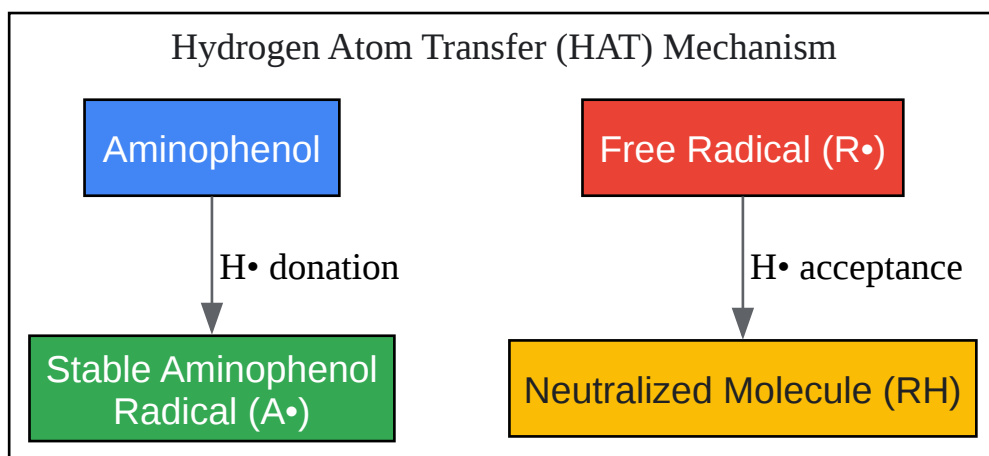 Hydrogen Atom Transfer (HAT) Mechanism
Aminophenol
Free Radical (R•)
H• donation
H• acceptance
Stable Aminophenol
Radical (A•)
Neutralized Molecule (RH)